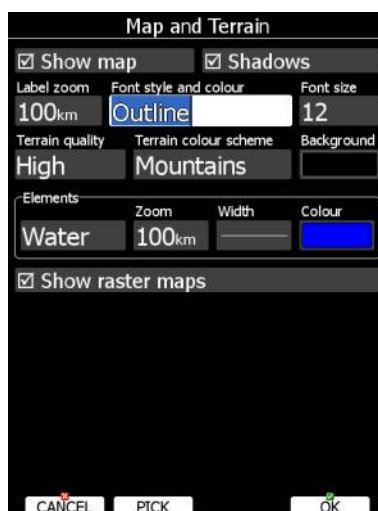 Map and Terrain
Show map Shadows
Label zoom Font style and colour Font size
100km Outline 12
Terrain quality Terrain colour scheme Background
High Mountains
Elements
Zoom Width Colour
Water 100km
Show raster maps
CANCEL PICK OK